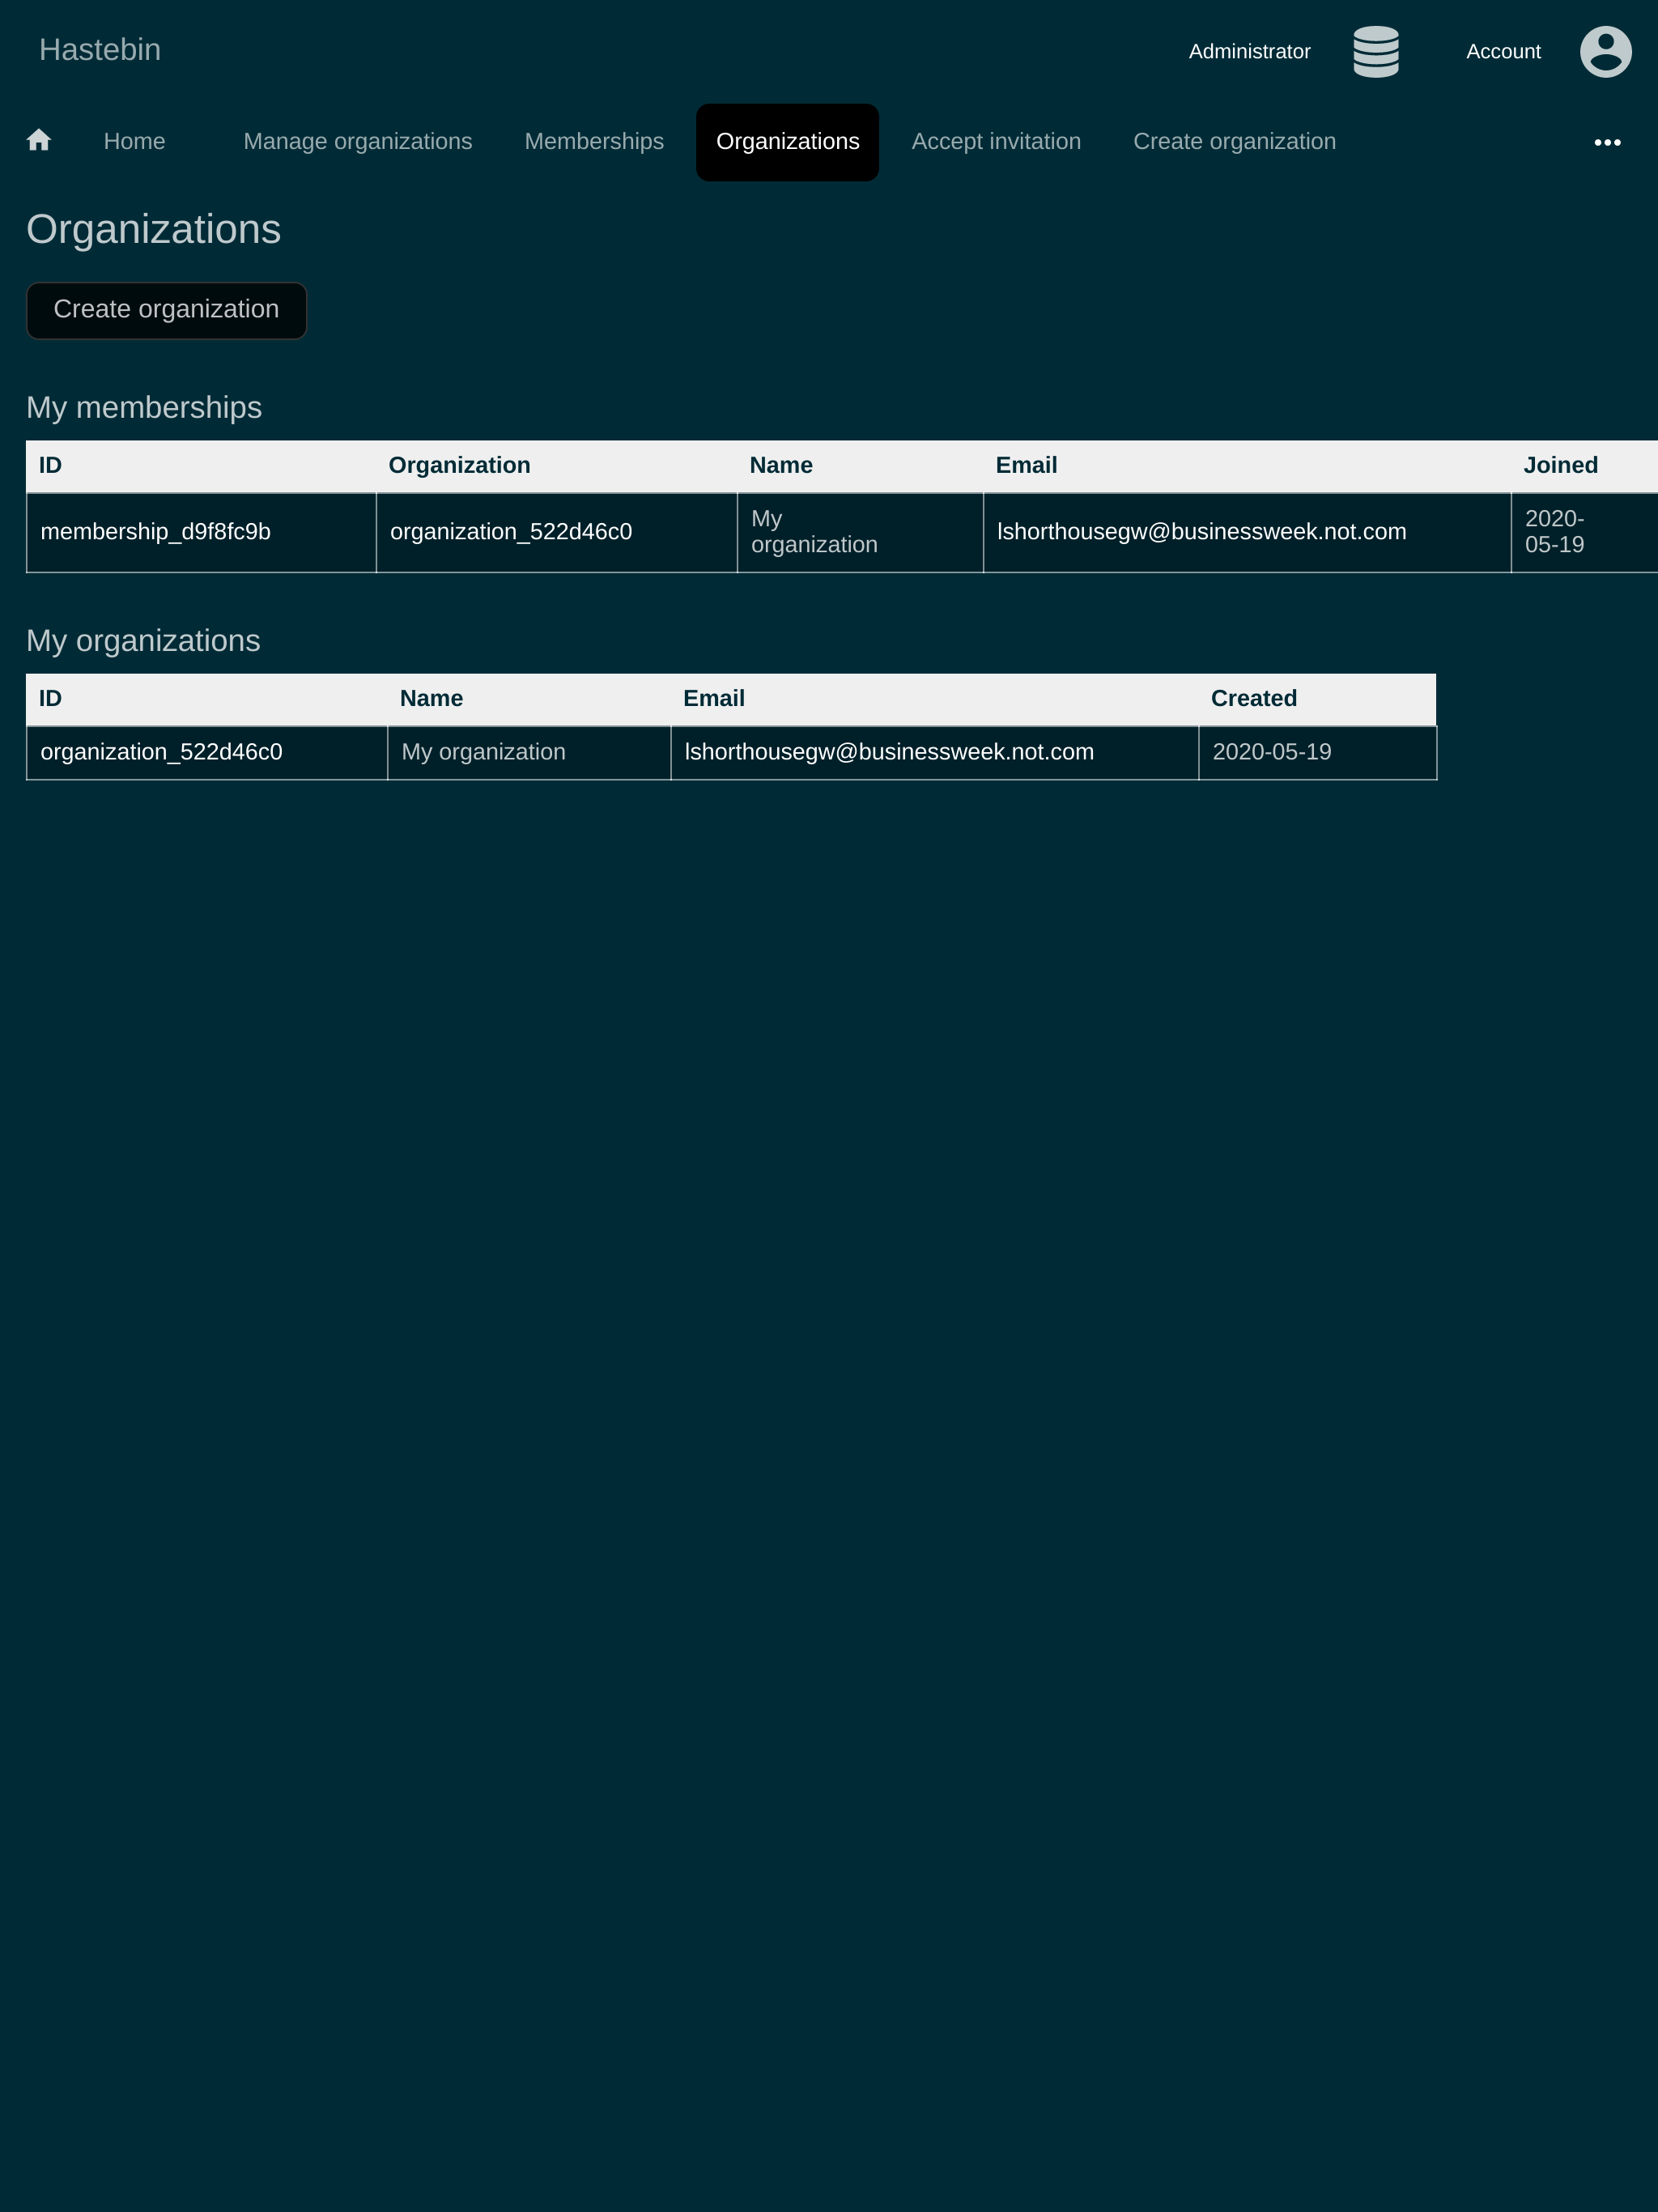 Hastebin
Administrator
Account
Home
Manage organizations
Memberships
Organizations
Accept invitation
Create organization
Organizations
Create organization
My memberships
ID Organization Name Email Joined
membership_d9f8fc9b organization_522d46c0 My organization lshorthousegw@businessweek.not.com 2020-05-19
My organizations
ID Name Email Created
organization_522d46c0 My organization lshorthousegw@businessweek.not.com 2020-05-19